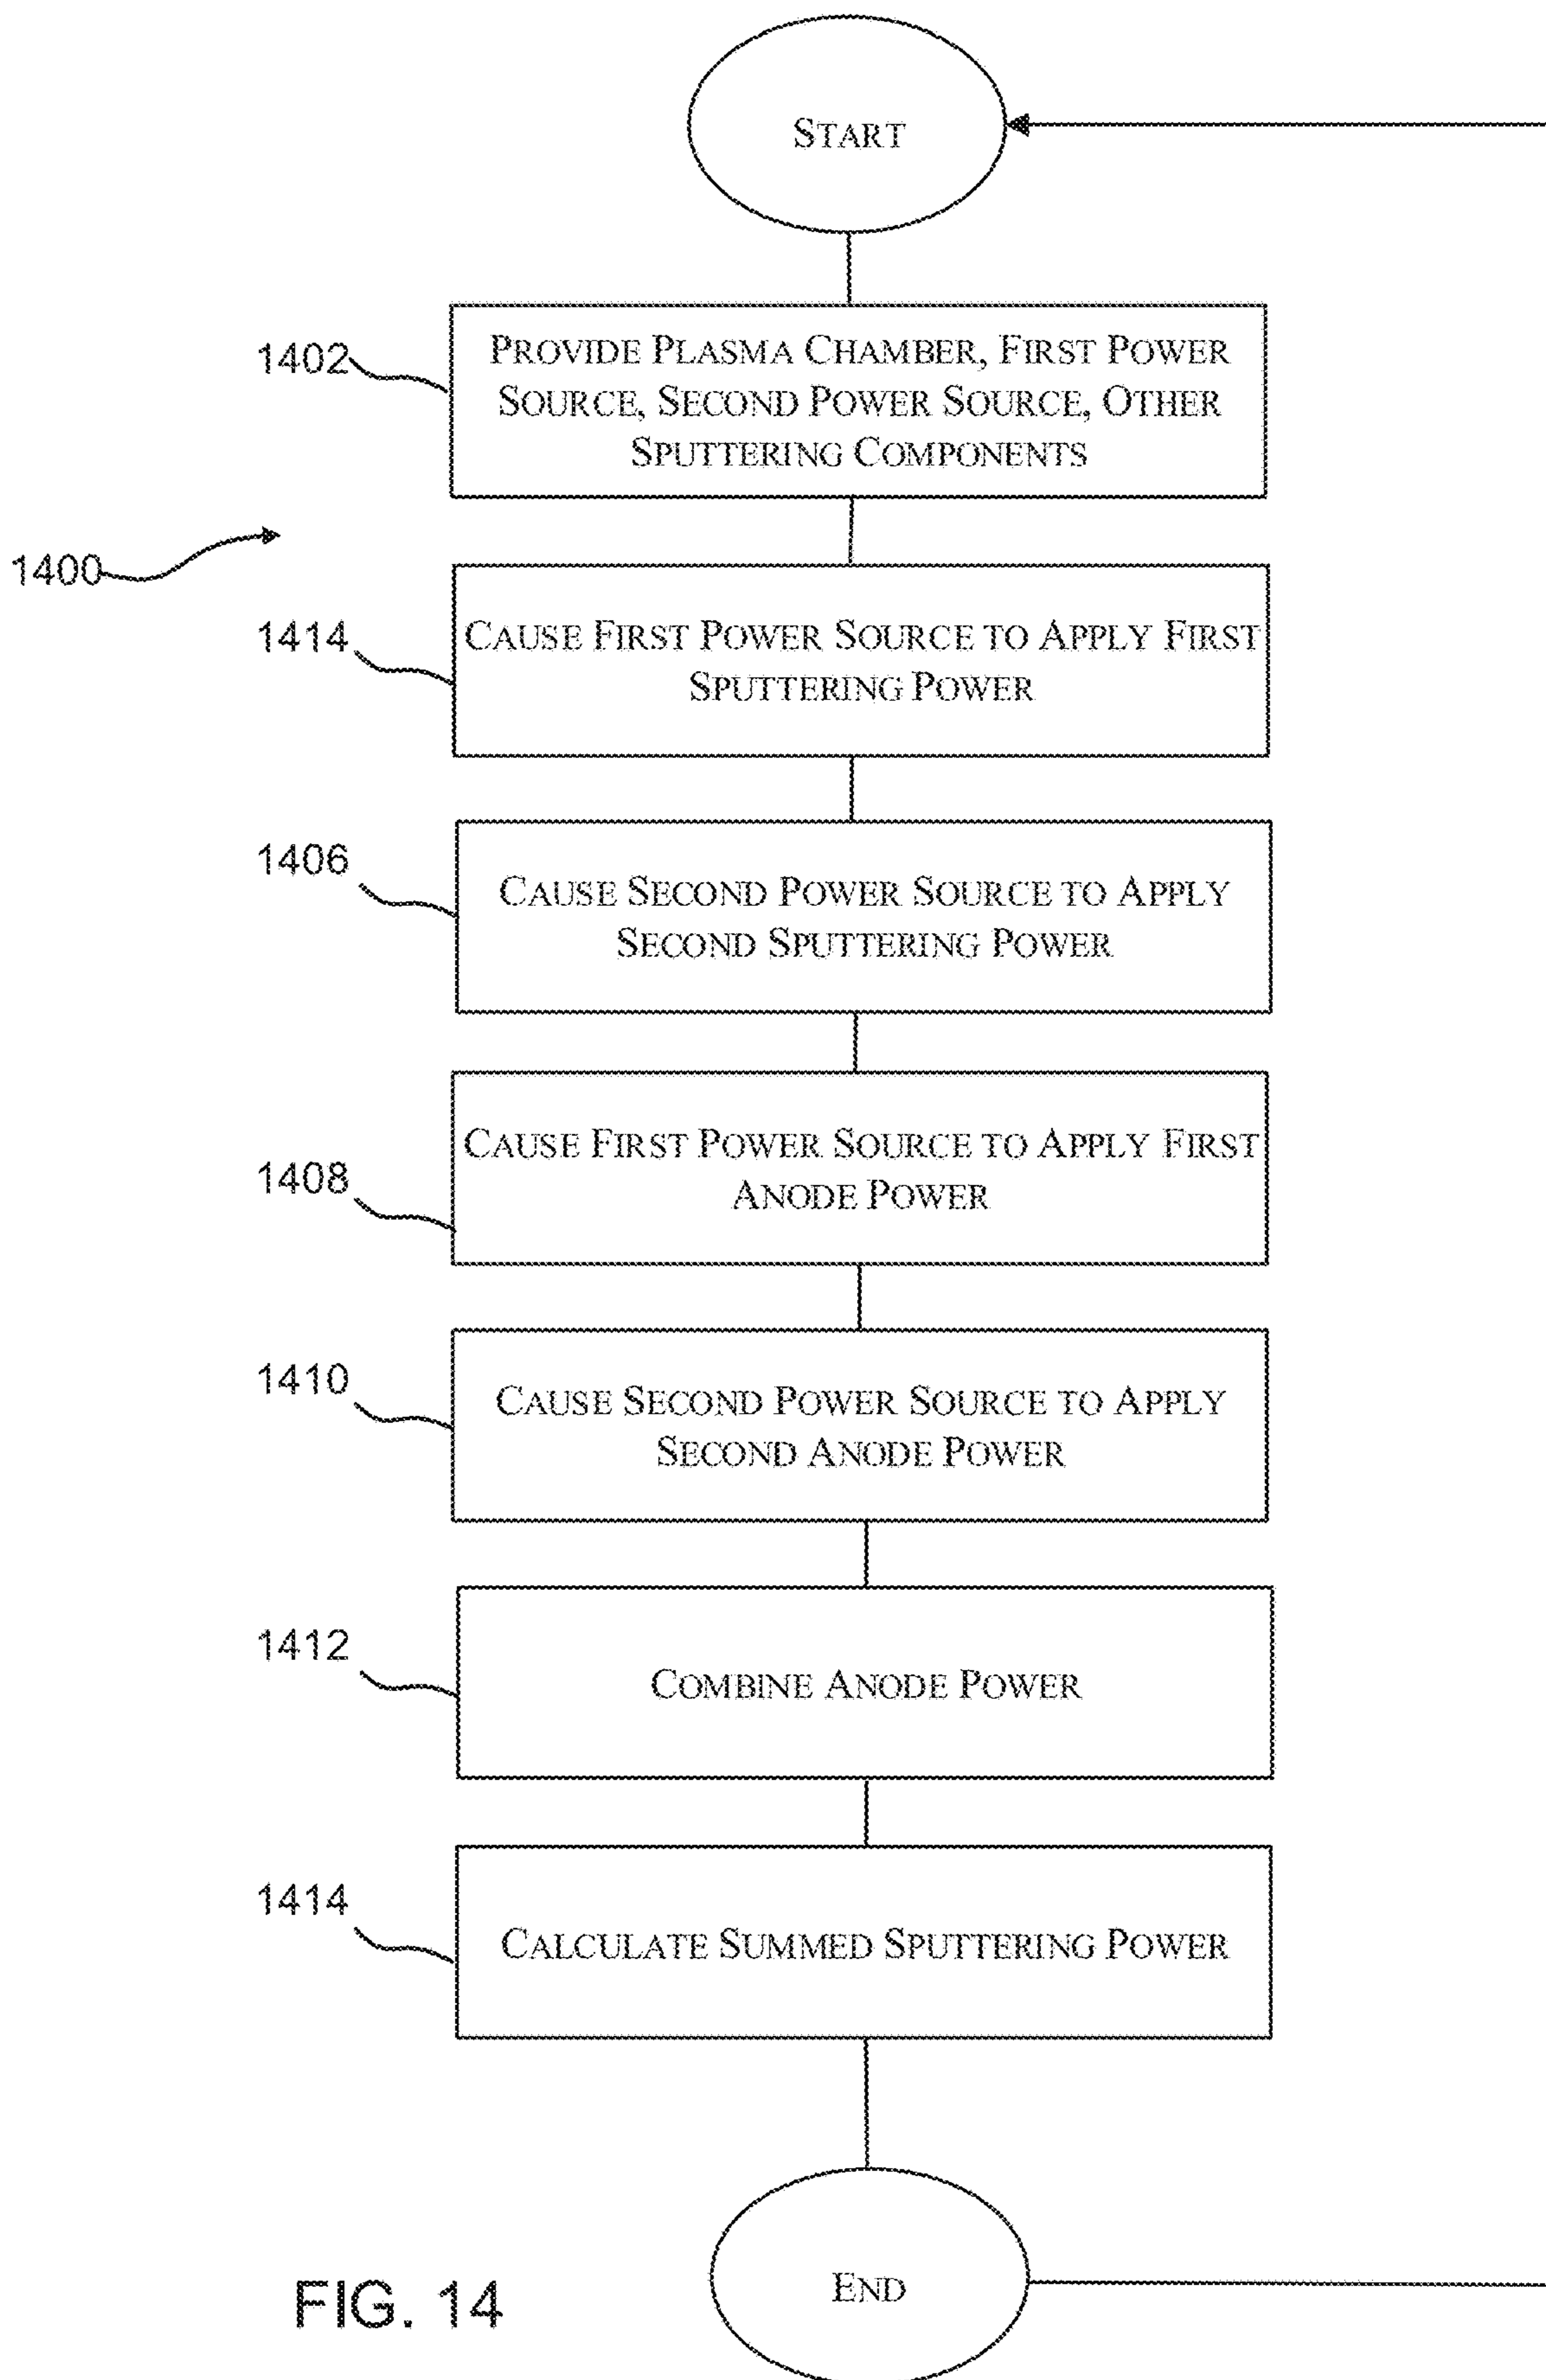 START
1402
PROVIDE PLASMA CHAMBER, FIRST POWER
SOURCE, SECOND POWER SOURCE, OTHER
SPUTTERING COMPONENTS
1400
1414
CAUSE FIRST POWER SOURCE TO APPLY FIRST
SPUTTERING POWER
1406
CAUSE SECOND POWER SOURCE TO APPLY
SECOND SPUTTERING POWER
1408
CAUSE FIRST POWER SOURCE TO APPLY FIRST
ANODE POWER
1410
CAUSE SECOND POWER SOURCE TO APPLY
SECOND ANODE POWER
1412
COMBINE ANODE POWER
1414
CALCULATE SUMMED SPUTTERING POWER
END
FIG. 14